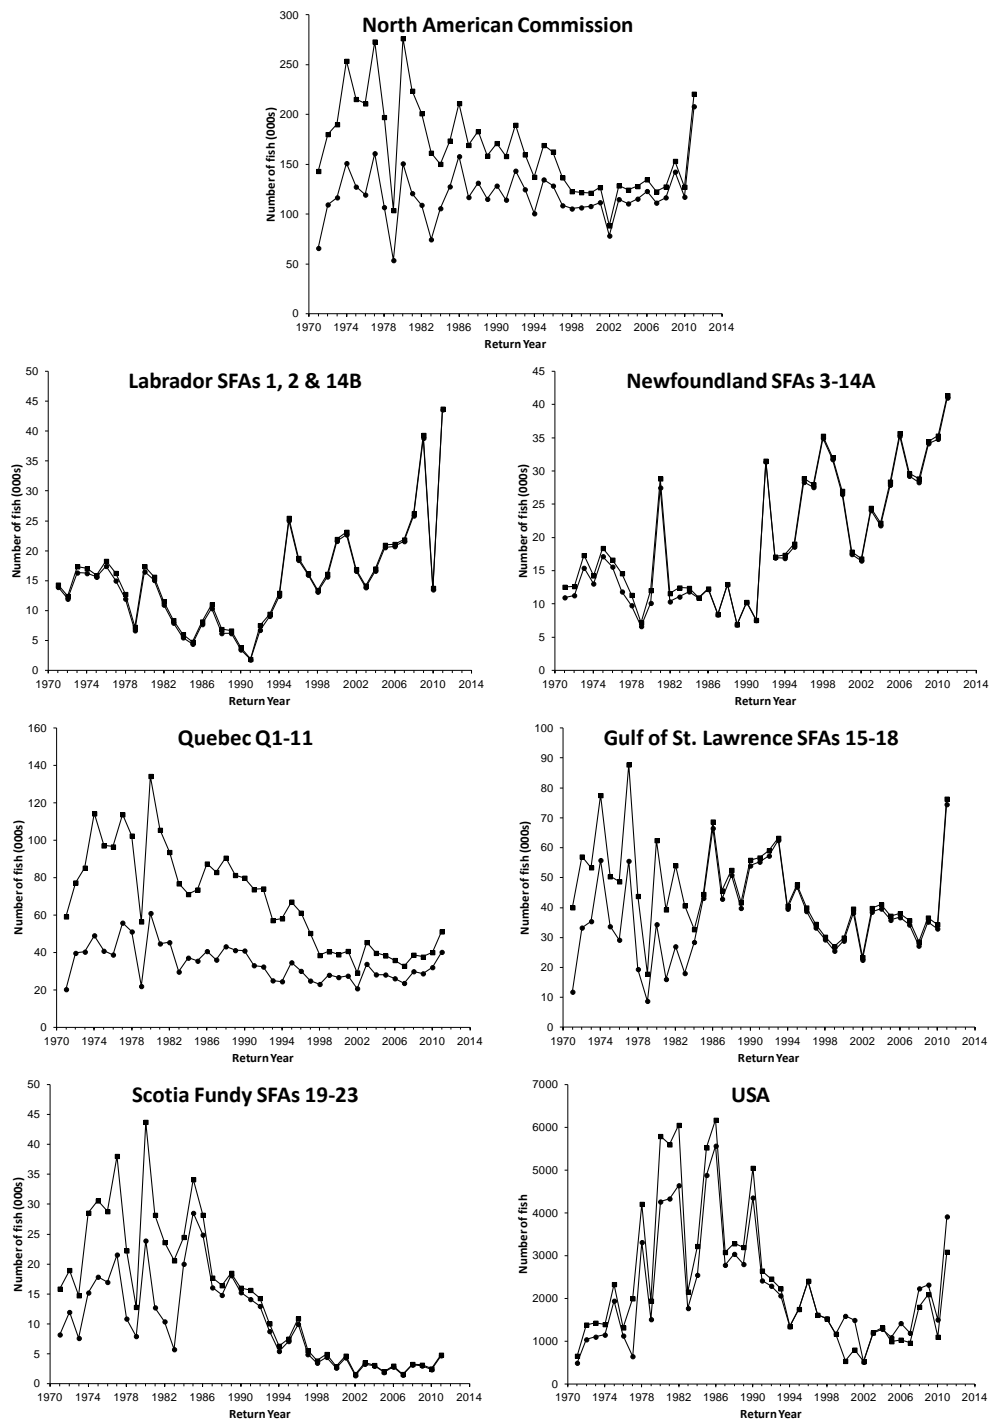 North American Commission
Number of fish (000s)
300
250
200
150
100
50
0
1970 1974 1978 1982 1986 1990 1994 1998 2002 2006 2010 2014
Return Year
Labrador SFAs 1, 2 & 14B
Number of fish (000s)
50
45
40
35
30
25
20
15
10
5
0
1970 1974 1978 1982 1986 1990 1994 1998 2002 2006 2010 2014
Return Year
Newfoundland SFAs 3-14A
Number of fish (000s)
45
40
35
30
25
20
15
10
5
0
1970 1974 1978 1982 1986 1990 1994 1998 2002 2006 2010 2014
Return Year
Quebec Q1-11
Number of fish (000s)
160
140
120
100
80
60
40
20
0
1970 1974 1978 1982 1986 1990 1994 1998 2002 2006 2010 2014
Return Year
Gulf of St. Lawrence SFAs 15-18
Number of fish (000s)
100
90
80
70
60
50
40
30
20
10
0
1970 1974 1978 1982 1986 1990 1994 1998 2002 2006 2010 2014
Return Year
Scotia Fundy SFAs 19-23
Number of fish (000s)
50
45
40
35
30
25
20
15
10
5
0
1970 1974 1978 1982 1986 1990 1994 1998 2002 2006 2010 2014
Return Year
USA
Number of fish
7000
6000
5000
4000
3000
2000
1000
0
1970 1974 1978 1982 1986 1990 1994 1998 2002 2006 2010 2014
Return Year